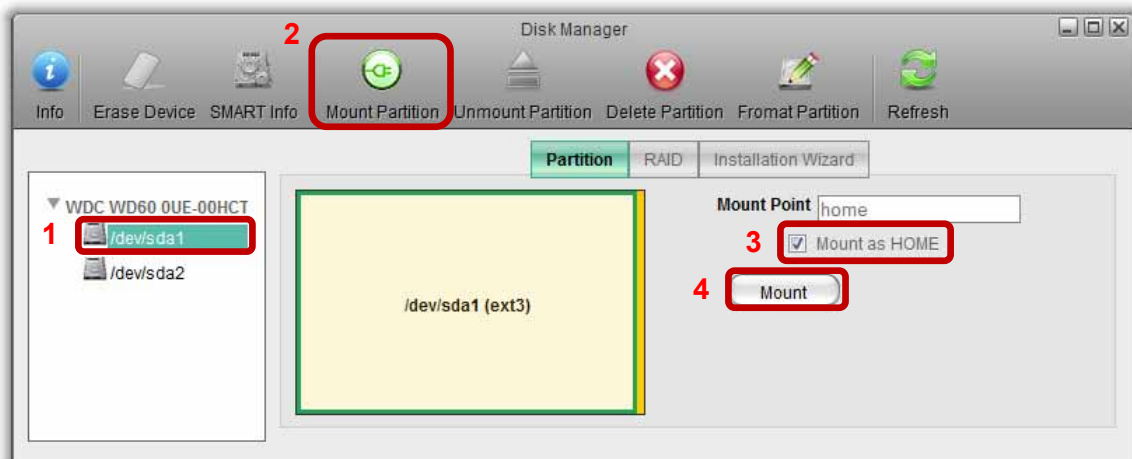 Disk Manager
2
Info
Erase Device
SMART Info
Mount Partition
Unmount Partition
Delete Partition
Fromat Partition
Refresh
Partition
RAID
Installation Wizard
WDC WD60 0UE-00HCT
1
/dev/sda1
/dev/sda2
/dev/sda1 (ext3)
Mount Point home
3
Mount as HOME
4
Mount